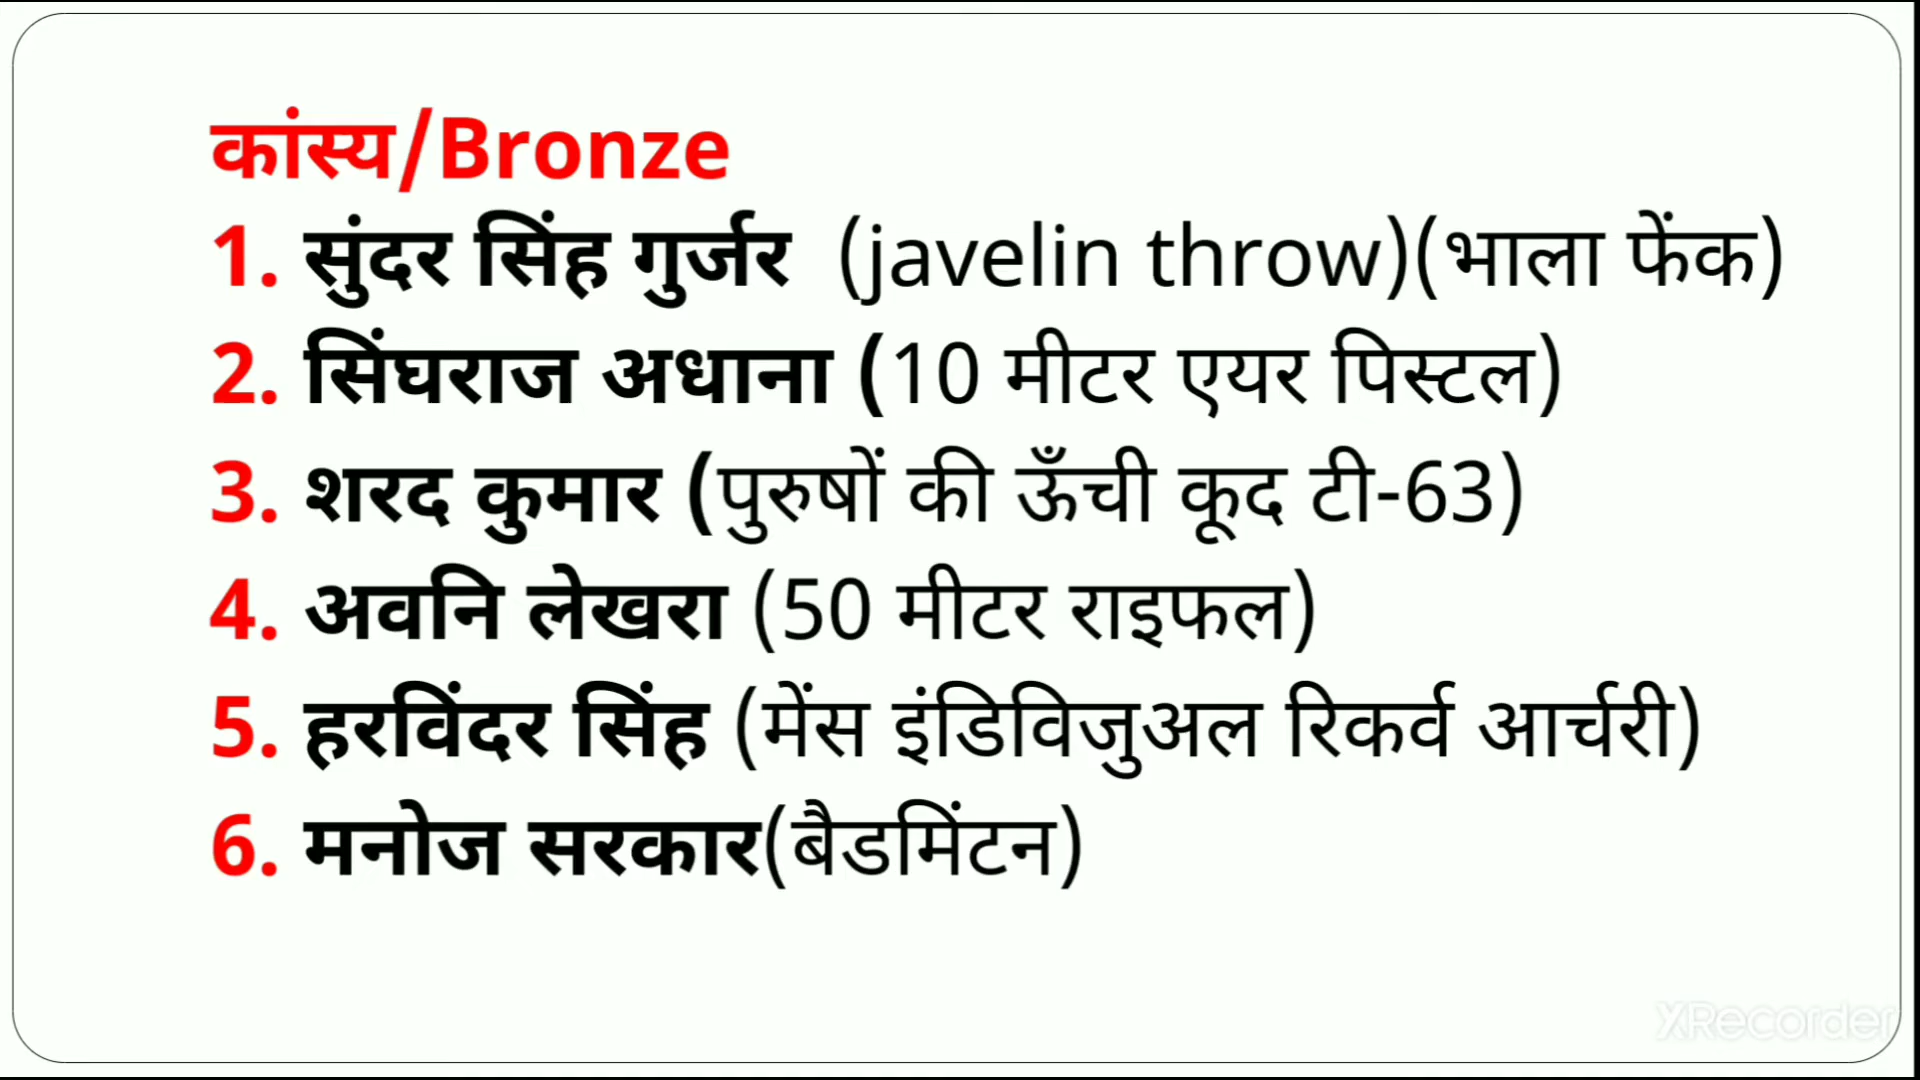 कांस्य/Bronze
1. सुंदर सिंह गुर्जर (javelin throw)(भाला फेंक)
2. सिंघराज अधाना (10 मीटर एयर पिस्टल)
3. शरद कुमार (पुरुषों की ऊँची कूद टी-63)
4. अवनि लेखरा (50 मीटर राइफल)
5. हरविंदर सिंह (मेंस इंडिविजुअल रिकर्व आर्चरी)
6. मनोज सरकार(बैडमिंटन)
XRecorder